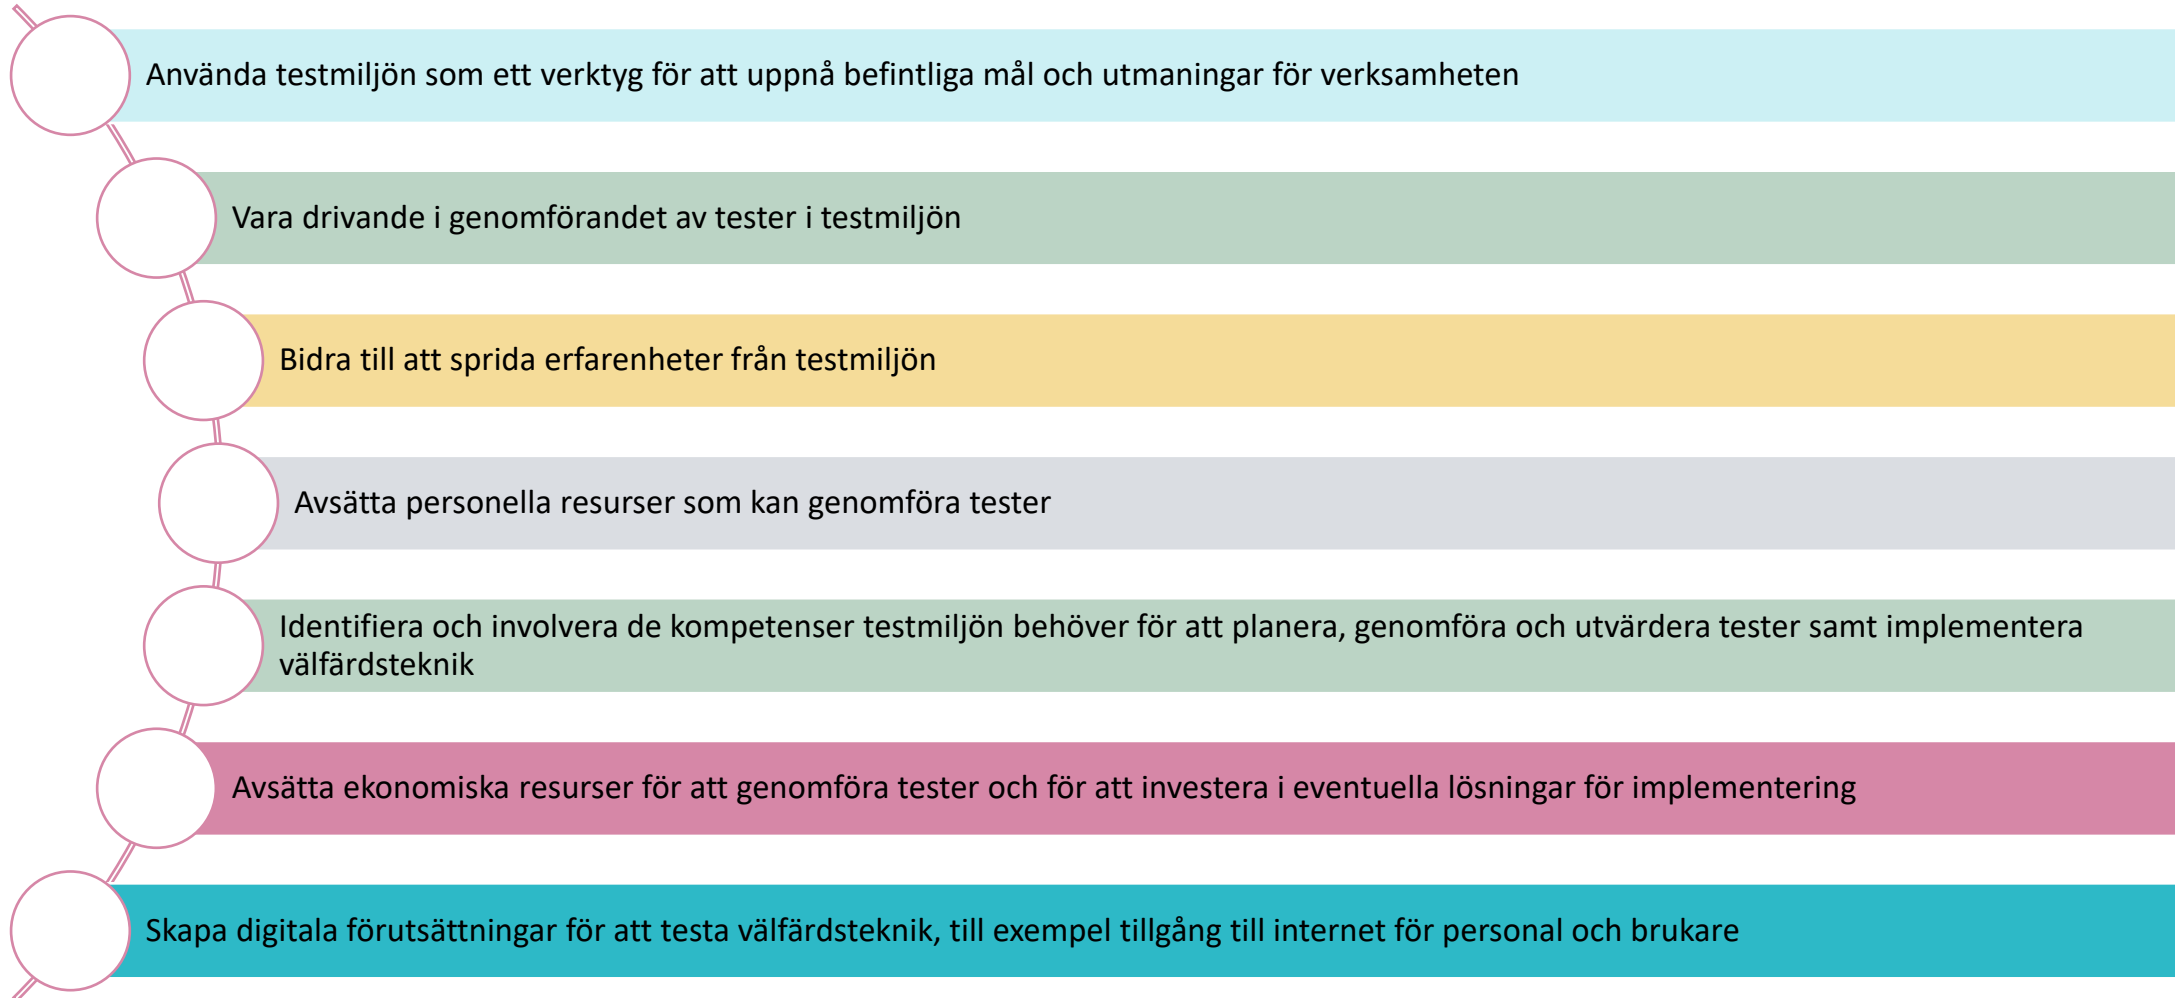 Använda testmiljön som ett verktyg för att uppnå befintliga mål och utmaningar för verksamheten
Vara drivande i genomförandet av tester i testmiljön
Bidra till att sprida erfarenheter från testmiljön
Avsätta personella resurser som kan genomföra tester
Identifiera och involvera de kompetenser testmiljön behöver för att planera, genomföra och utvärdera tester samt implementera
välfärdsteknik
Avsätta ekonomiska resurser för att genomföra tester och för att investera i eventuella lösningar för implementering
Skapa digitala förutsättningar för att testa välfärdsteknik, till exempel tillgång till internet för personal och brukare